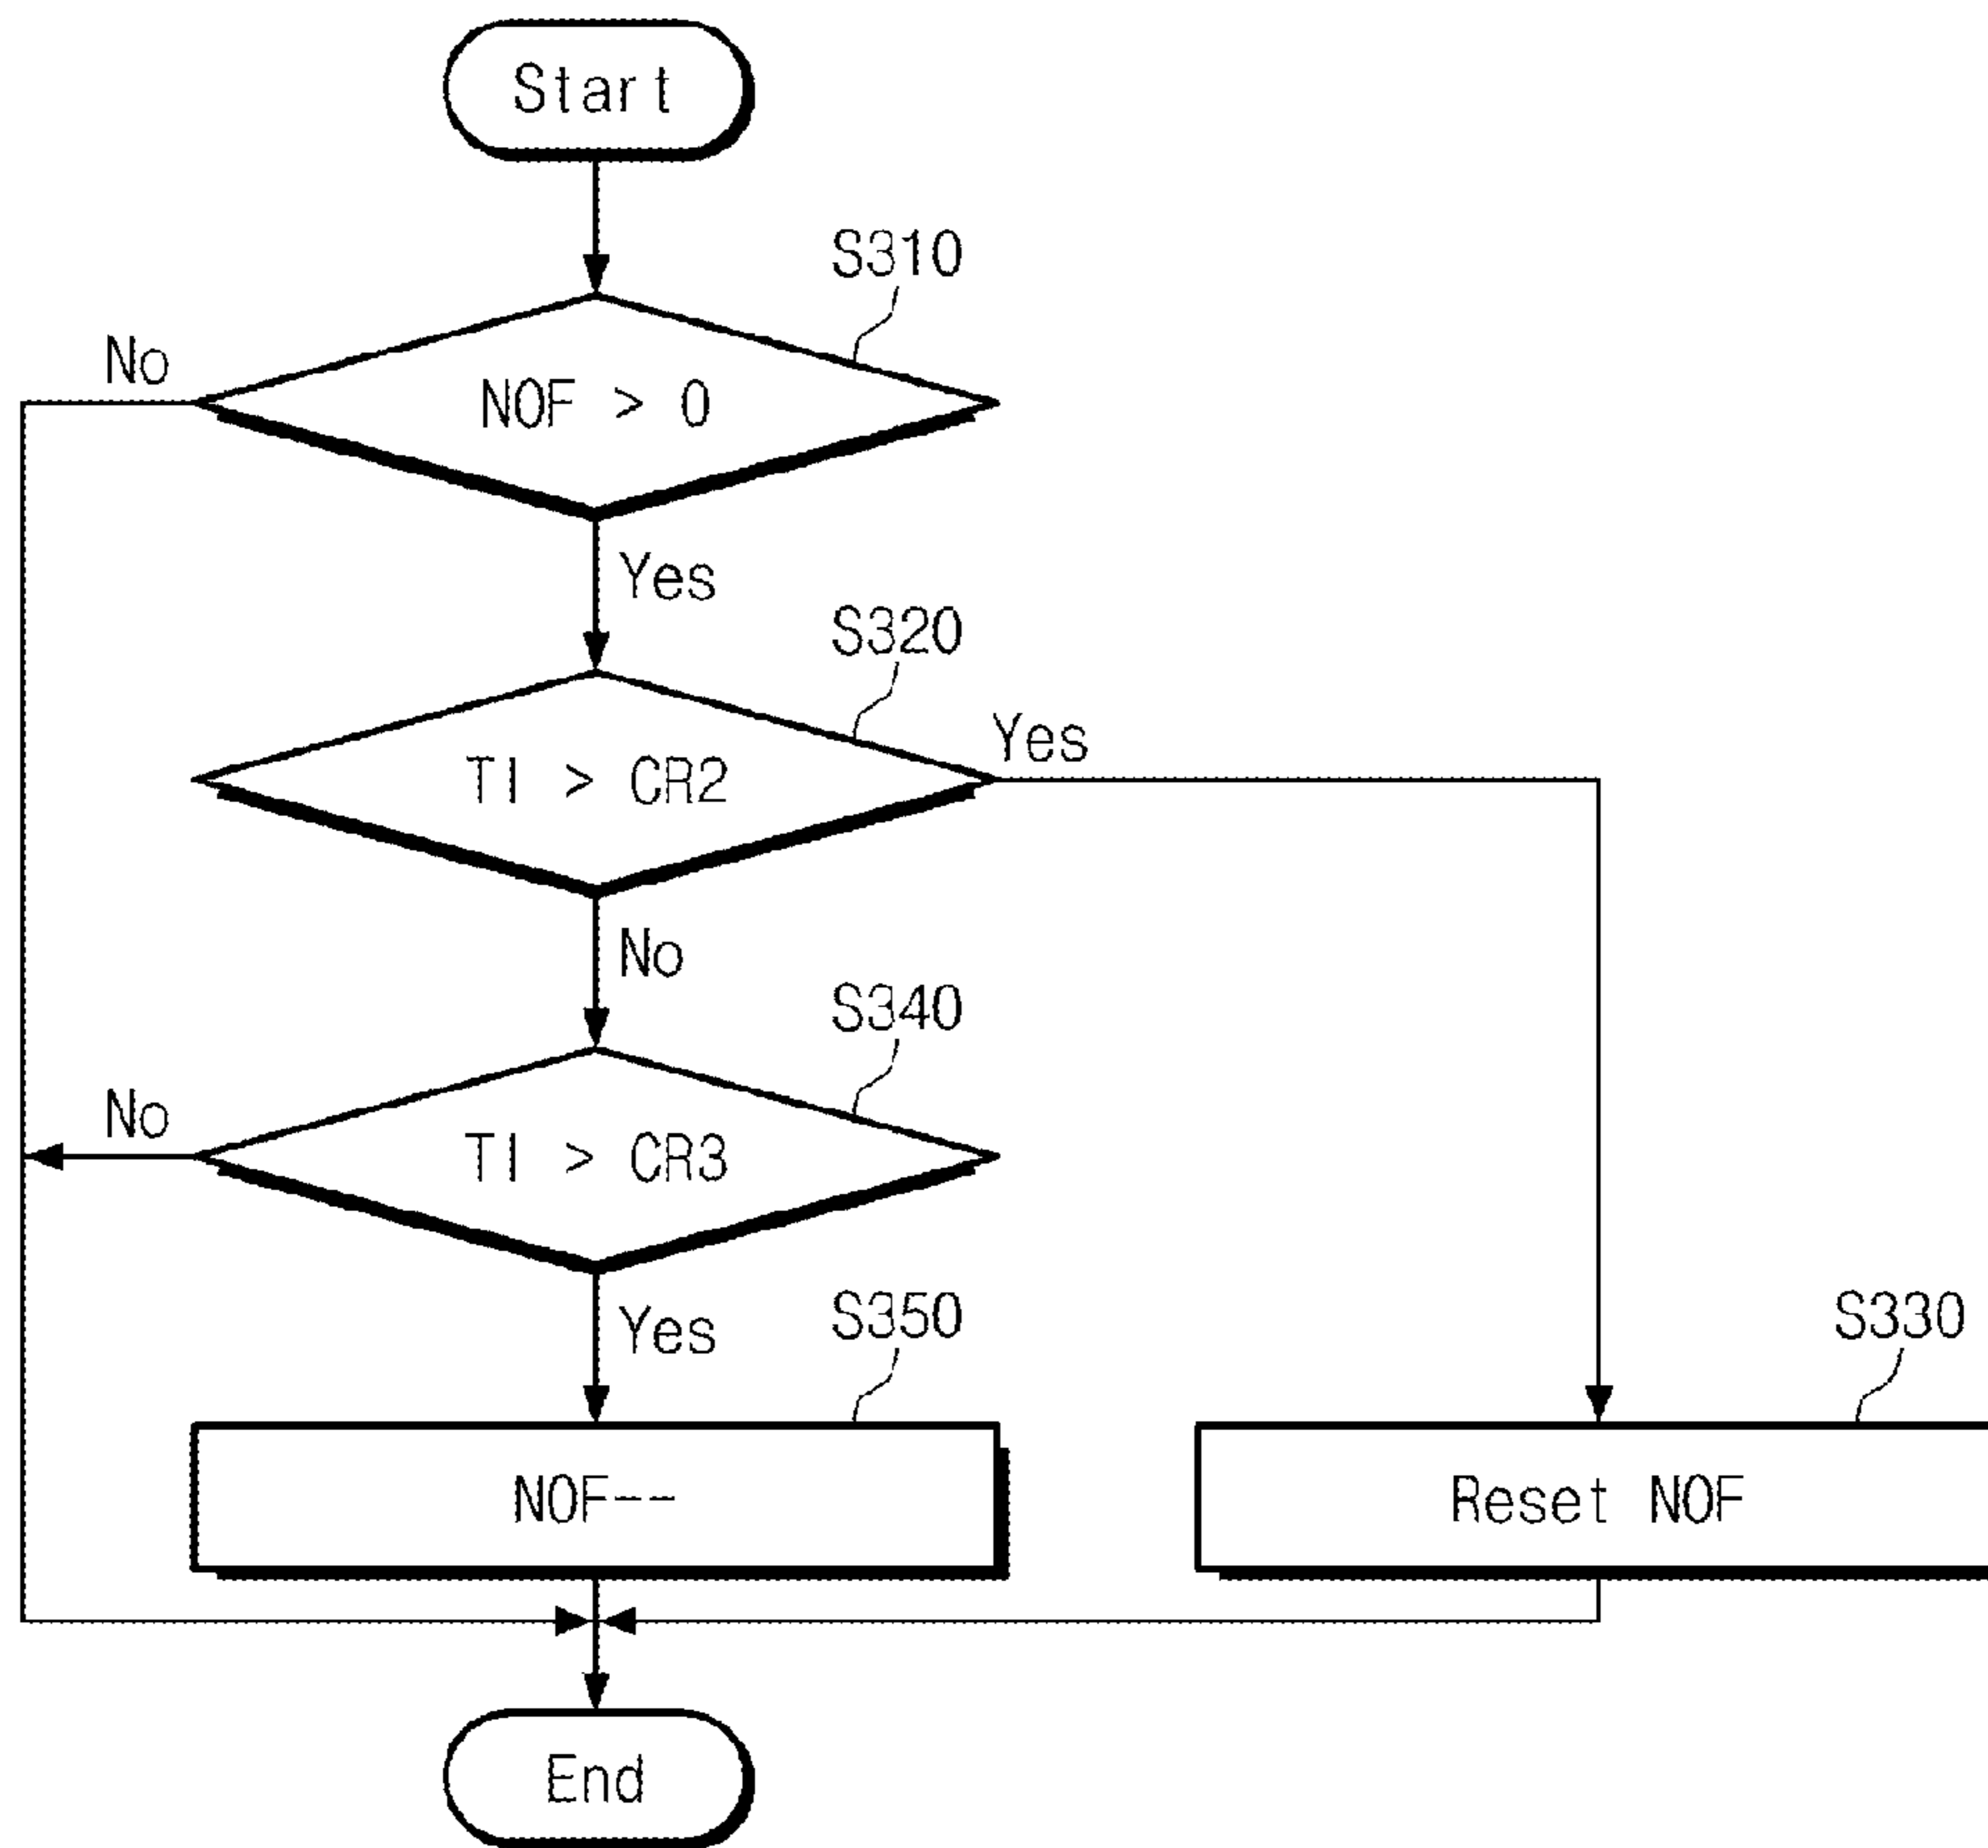 Start
S310
No
NOF > 0
Yes
S320
Yes
TI > CR2
No
S340
No
TI > CR3
Yes
S350
S330
NOF--
Reset NOF
End